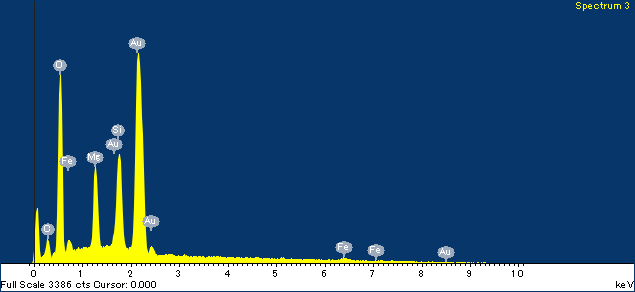 Spectrum 3
Au
O
Si
Au
Fe
Mg
Au
O
Fe
Fe
Au
0 1 2 3 4 5 6 7 8 9 10
Full Scale 3386 cts Cursor: 0.000 keV